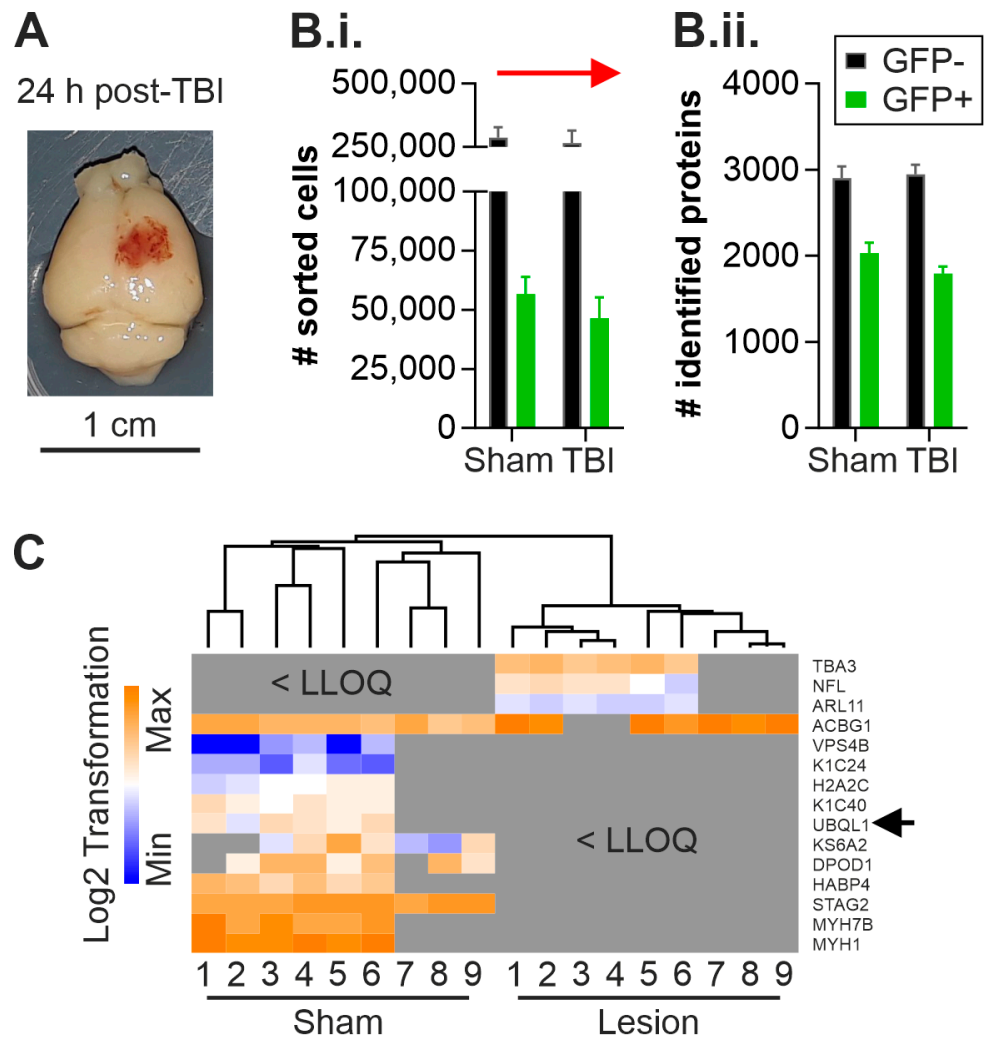 A
24 h post-TBI
1 cm
B.i.
# sorted cells
500,000
250,000
100,000
75,000
50,000
25,000
0
Sham TBI
B.ii.
GFP-
GFP+
# identified proteins
4000
3000
2000
1000
0
Sham TBI
C
Log2 Transformation
Max
Min
< LLOQ
< LLOQ
TBA3
NFL
ARL11
ACBG1
VPS4B
K1C24
H2A2C
K1C40
UBQL1
KS6A2
DPOD1
HABP4
STAG2
MYH7B
MYH1
1 2 3 4 5 6 7 8 9 1 2 3 4 5 6 7 8 9
Sham Lesion